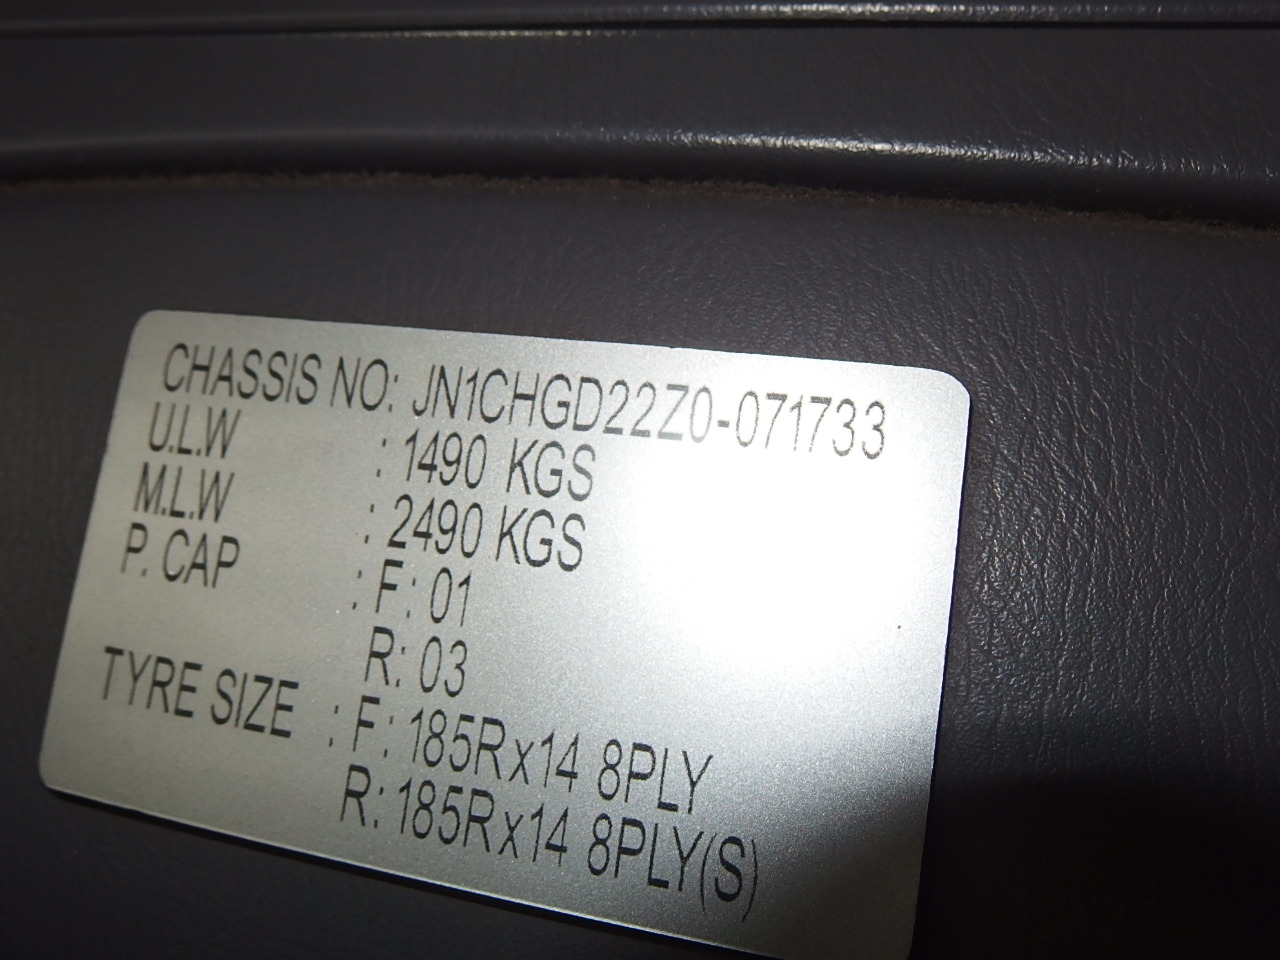 CHASSIS NO: JN1CHGD22Z0-071733
U.L.W : 1490 KGS
M.L.W : 2490 KGS
P. CAP : F: 01
R: 03
TYRE SIZE : F: 185Rx14 8PLY
R: 185Rx14 8PLY(S)